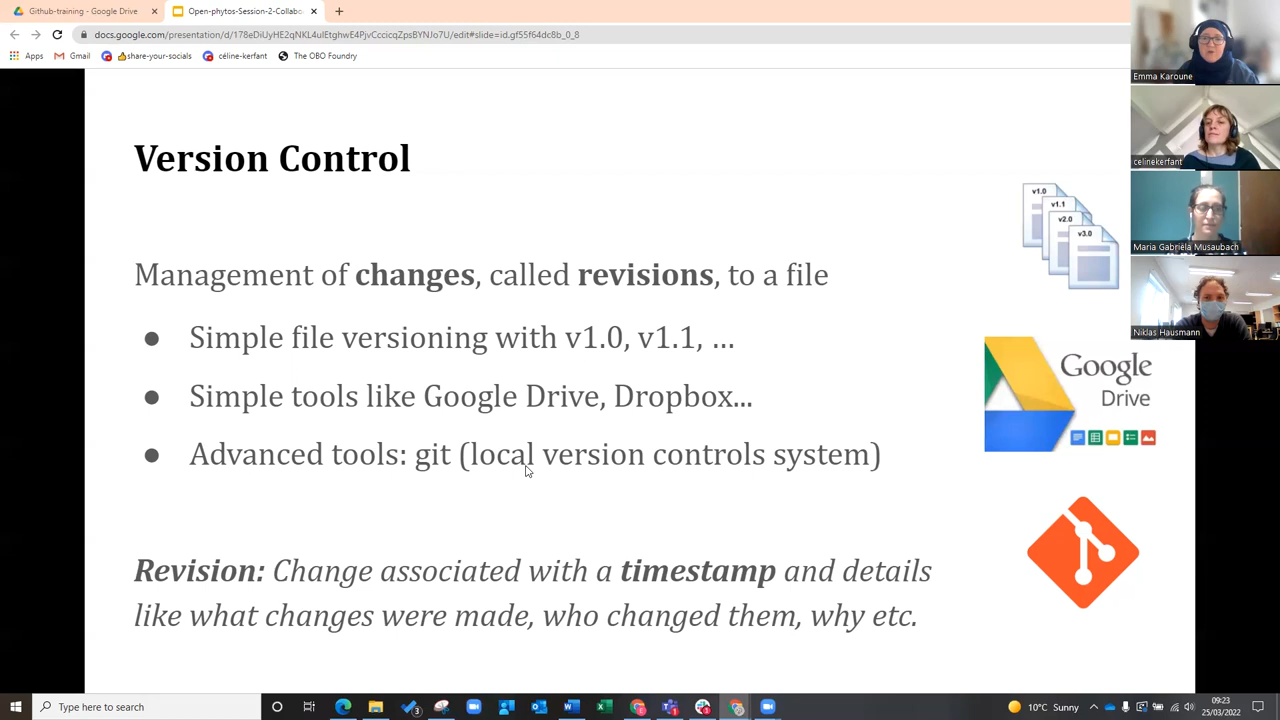 Github-training - Google Drive
Open-phytos-Session-2-Collabo
docs.google.com/presentation/d/178eDiUyHE2qNKL4uIEtghwE4PjvCccicqZpsBYNJo7U/edit#slide=id.gf55f64dc8b_0_8
Apps
Gmail
share-your-socials
céline-kerfant
The OBO Foundry
Emma Karoune
celinekerfant
Maria Gabriela Musaubach
Niklas Hausmann
Version Control
v1.0
v1.1
v2.0
v3.0
Management of changes, called revisions, to a file
● Simple file versioning with v1.0, v1.1, …
● Simple tools like Google Drive, Dropbox...
● Advanced tools: git (local version controls system)
Google
Drive
Revision: Change associated with a timestamp and details
like what changes were made, who changed them, why etc.
Type here to search
3
10°C Sunny
09:23
25/03/2022